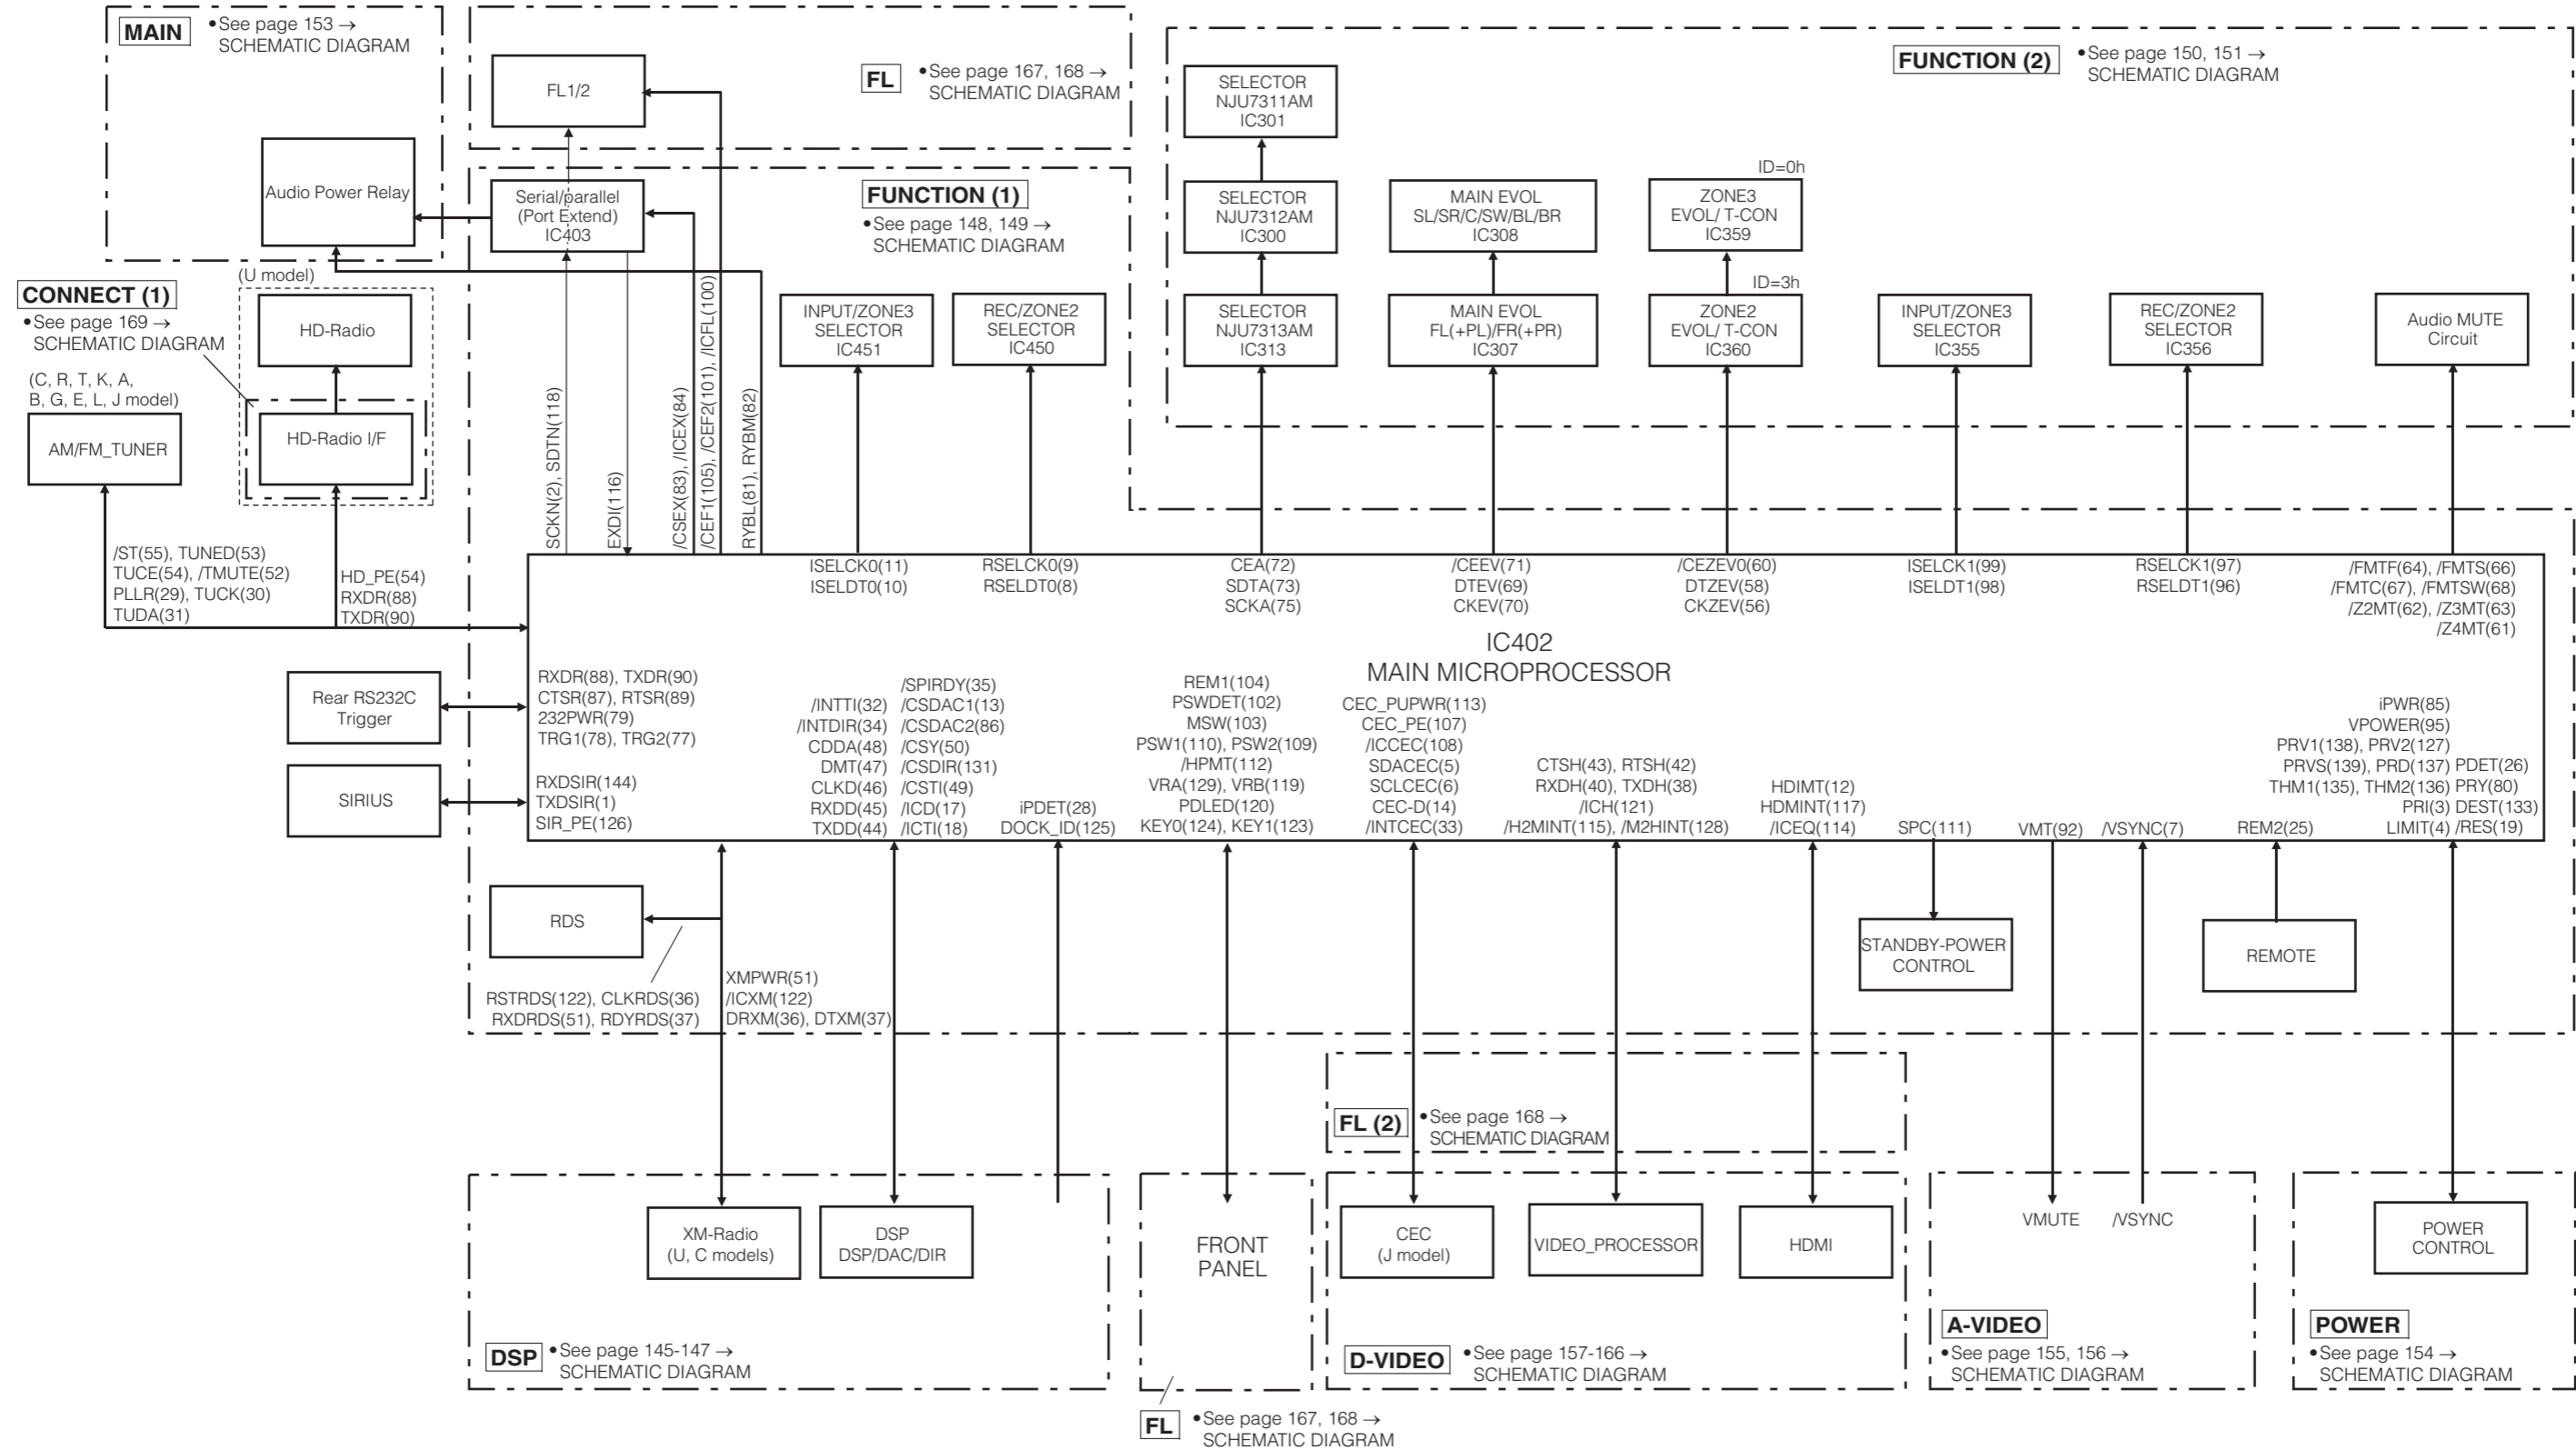 MAIN
•See page 153 →
SCHEMATIC DIAGRAM
FL1/2
FL
•See page 167, 168 →
SCHEMATIC DIAGRAM
FUNCTION (2)
•See page 150, 151 →
SCHEMATIC DIAGRAM
SELECTOR
NJU7311AM
IC301
Audio Power Relay
Serial/parallel
(Port Extend)
IC403
FUNCTION (1)
•See page 148, 149 →
SCHEMATIC DIAGRAM
SELECTOR
NJU7312AM
IC300
MAIN EVOL
SL/SR/C/SW/BL/BR
IC308
ID=0h
ZONE3
EVOL/ T-CON
IC359
(U model)
CONNECT (1)
•See page 169 →
SCHEMATIC DIAGRAM
HD-Radio
INPUT/ZONE3
SELECTOR
IC451
REC/ZONE2
SELECTOR
IC450
SELECTOR
NJU7313AM
IC313
MAIN EVOL
FL(+PL)/FR(+PR)
IC307
ID=3h
ZONE2
EVOL/ T-CON
IC360
INPUT/ZONE3
SELECTOR
IC355
REC/ZONE2
SELECTOR
IC356
Audio MUTE
Circuit
(C, R, T, K, A,
B, G, E, L, J model)
AM/FM_TUNER
HD-Radio I/F
SCKN(2), SDTN(118)
EXDI(116)
/CSEX(83), /ICEX(84)
/CEF1(105), /CEF2(101), /ICFL(100)
RYBL(81), RYBM(82)
/ST(55), TUNED(53)
TUCE(54), /TMUTE(52)
PLLR(29), TUCK(30)
TUDA(31)
HD_PE(54)
RXDR(88)
TXDR(90)
ISELCK0(11)
ISELDT0(10)
RSELCK0(9)
RSELDT0(8)
CEA(72)
SDTA(73)
SCKA(75)
/CEEV(71)
DTEV(69)
CKEV(70)
/CEZEV0(60)
DTZEV(58)
CKZEV(56)
ISELCK1(99)
ISELDT1(98)
RSELCK1(97)
RSELDT1(96)
/FMTF(64), /FMTS(66)
/FMTC(67), /FMTSW(68)
/Z2MT(62), /Z3MT(63)
/Z4MT(61)
IC402
MAIN MICROPROCESSOR
Rear RS232C
Trigger
RXDR(88), TXDR(90)
CTSR(87), RTSR(89)
232PWR(79)
TRG1(78), TRG2(77)
SIRIUS
RXDSIR(144)
TXDSIR(1)
SIR_PE(126)
/INTTI(32)
/INTDIR(34)
CDDA(48)
DMT(47)
CLKD(46)
RXDD(45)
TXDD(44)
/SPIRDY(35)
/CSDAC1(13)
/CSDAC2(86)
/CSY(50)
/CSDIR(131)
/CSTI(49)
/ICD(17)
/ICTI(18)
iPDET(28)
DOCK_ID(125)
REM1(104)
PSWDET(102)
MSW(103)
PSW1(110), PSW2(109)
/HPMT(112)
VRA(129), VRB(119)
PDLED(120)
KEY0(124), KEY1(123)
CEC_PUPWR(113)
CEC_PE(107)
/ICCEC(108)
SDACEC(5)
SCLCEC(6)
CEC-D(14)
/INTCEC(33)
CTSH(43), RTSH(42)
RXDH(40), TXDH(38)
/ICH(121)
/H2MINT(115), /M2HINT(128)
HDIMT(12)
HDMINT(117)
/ICEQ(114)
SPC(111)
VMT(92)
/VSYNC(7)
REM2(25)
iPWR(85)
VPOWER(95)
PRV1(138), PRV2(127)
PRVS(139), PRD(137) PDET(26)
THM1(135), THM2(136) PRY(80)
PRI(3) DEST(133)
LIMIT(4) /RES(19)
RDS
RSTRDS(122), CLKRDS(36)
RXDRDS(51), RDYRDS(37)
XMPWR(51)
/ICXM(122)
DRXM(36), DTXM(37)
STANDBY-POWER
CONTROL
REMOTE
FL (2)
•See page 168 →
SCHEMATIC DIAGRAM
XM-Radio
(U, C models)
DSP
DSP/DAC/DIR
FRONT
PANEL
CEC
(J model)
VIDEO_PROCESSOR
HDMI
VMUTE
/VSYNC
POWER
CONTROL
DSP
•See page 145-147 →
SCHEMATIC DIAGRAM
D-VIDEO
•See page 157-166 →
SCHEMATIC DIAGRAM
A-VIDEO
•See page 155, 156 →
SCHEMATIC DIAGRAM
POWER
•See page 154 →
SCHEMATIC DIAGRAM
FL
•See page 167, 168 →
SCHEMATIC DIAGRAM